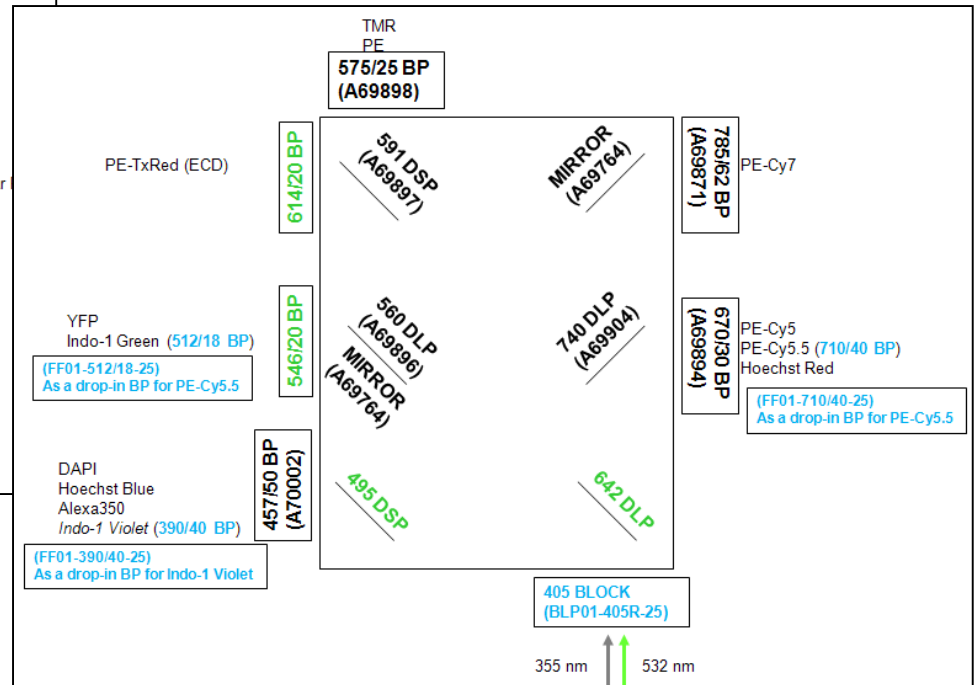 TMR
PE
575/25 BP
(A69898)
PE-TxRed (ECD)
614/20 BP
591 DSP
(A69897)
MIRROR
(A69764)
785/62 BP
(A69871)
PE-Cy7
r
YFP
Indo-1 Green (512/18 BP)
(FF01-512/18-25)
As a drop-in BP for PE-Cy5.5
546/20 BP
560 DLP
(A69896)
MIRROR
(A69764)
740 DLP
(A69904)
670/30 BP
(A69894)
PE-Cy5
PE-Cy5.5 (710/40 BP)
Hoechst Red
(FF01-710/40-25)
As a drop-in BP for PE-Cy5.5
DAPI
Hoechst Blue
Alexa350
Indo-1 Violet (390/40 BP)
(FF01-390/40-25)
As a drop-in BP for Indo-1 Violet
457/50 BP
(A70002)
495 DSP
642 DLP
405 BLOCK
(BLP01-405R-25)
355 nm
532 nm